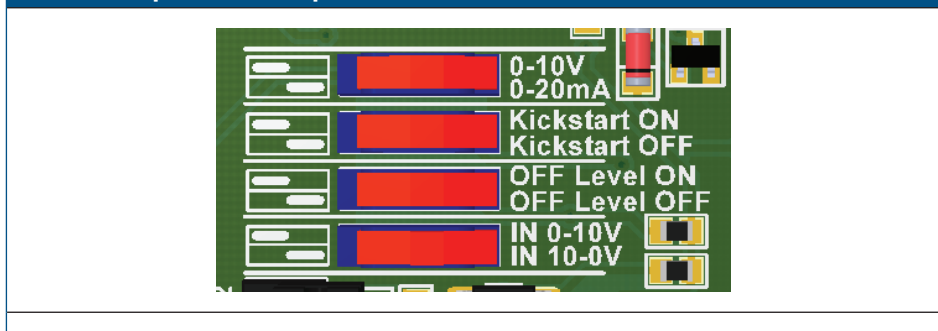 0-10V
0-20mA
Kickstart ON
Kickstart OFF
OFF Level ON
OFF Level OFF
IN 0-10V
IN 10-0V